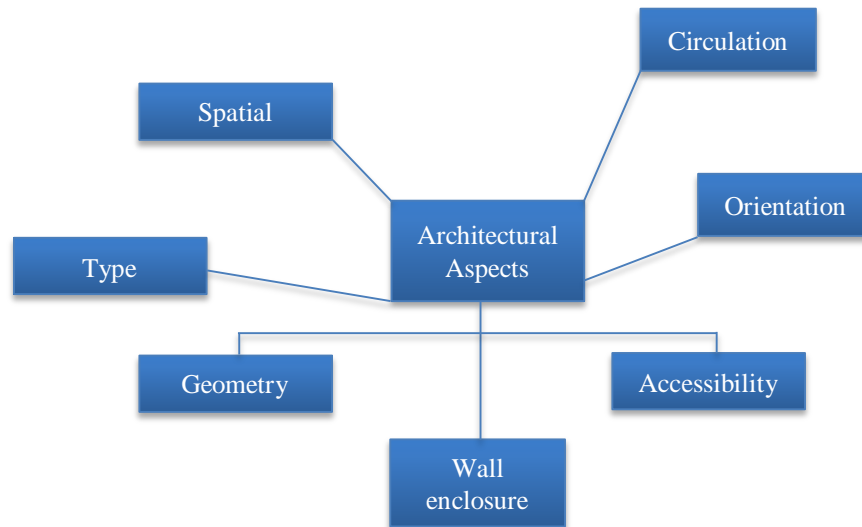 Circulation
Spatial
Orientation
Architectural
Aspects
Type
Geometry
Accessibility
Wall
enclosure